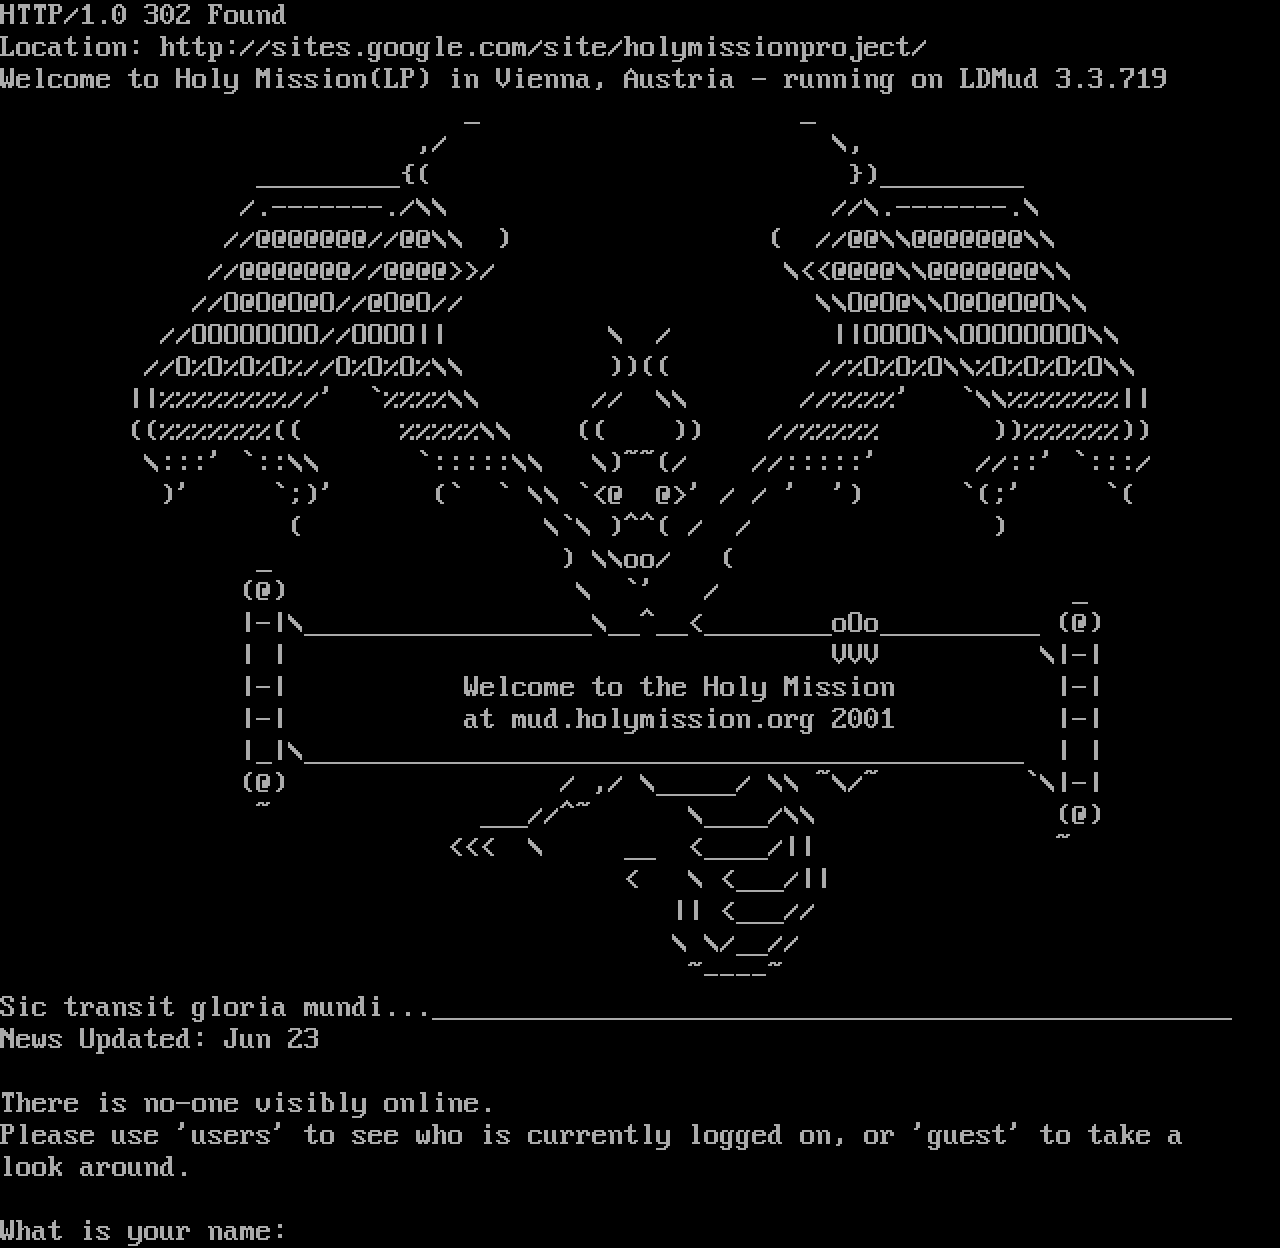 HTTP/1.0 302 Found
Location: http://sites.google.com/site/holymissionproject/
Welcome to Holy Mission(LP) in Vienna, Austria - running on LDMud 3.3.719
Welcome to the Holy Mission
at mud.holymission.org 2001
Sic transit gloria mundi...
News Updated: Jun 23
There is no-one visibly online.
Please use 'users' to see who is currently logged on, or 'guest' to take a
look around.
What is your name: